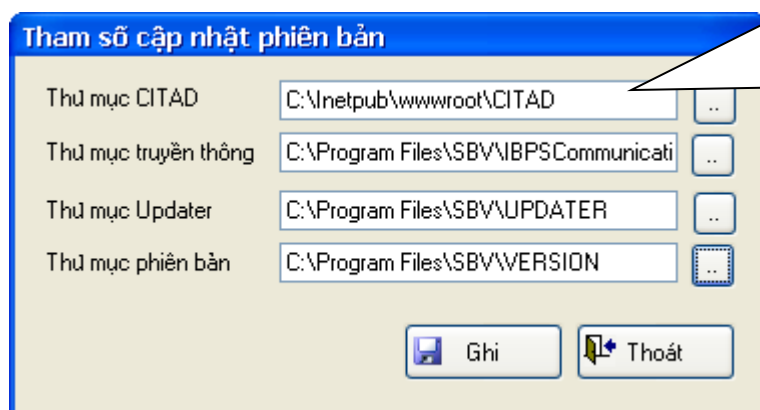 Tham số cập nhật phiên bản
Thư mục CITAD C:\Inetpub\wwwroot\CITAD ..
Thư mục truyền thông C:\Program Files\SBV\IBPSCommunicati ..
Thư mục Updater C:\Program Files\SBV\UPDATER ..
Thư mục phiên bản C:\Program Files\SBV\VERSION ..
Ghi Thoát